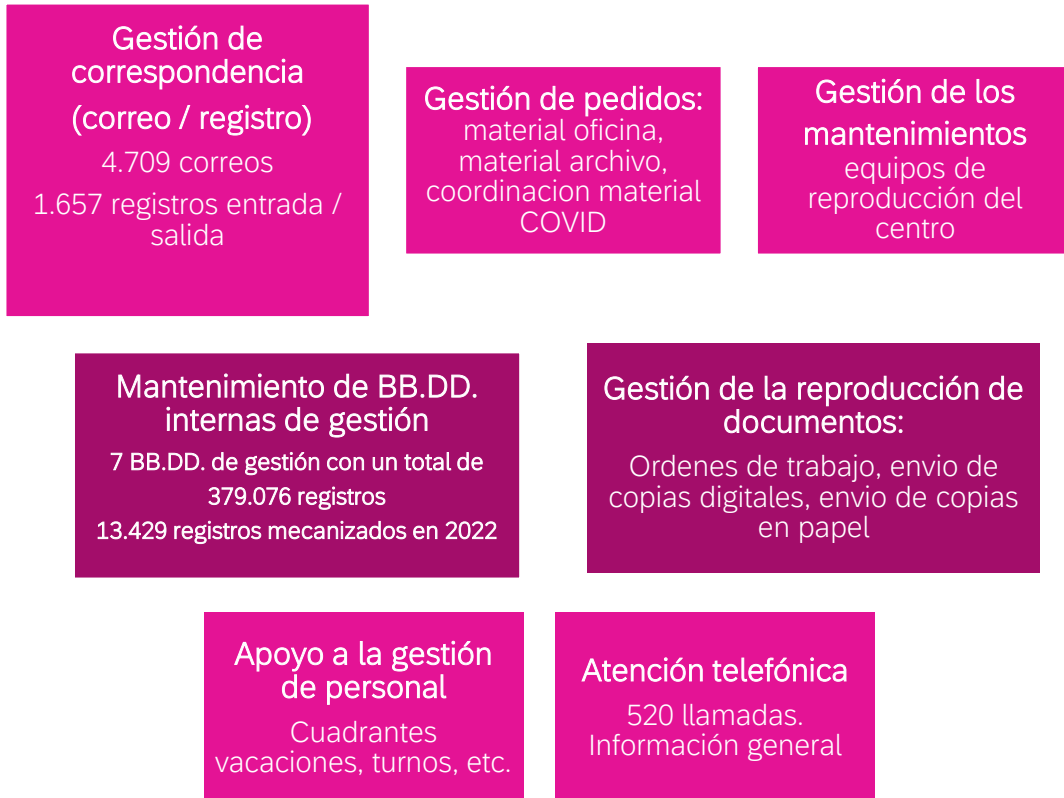 Gestión de
correspondencia
(correo / registro)
4.709 correos
1.657 registros entrada /
salida
Gestión de pedidos:
material oficina,
material archivo,
coordinacion material
COVID
Gestión de los
mantenimientos
equipos de
reproducción del
centro
Mantenimiento de BB.DD.
internas de gestión
7 BB.DD. de gestión con un total de
379.076 registros
13.429 registros mecanizados en 2022
Gestión de la reproducción de
documentos:
Ordenes de trabajo, envio de
copias digitales, envio de copias
en papel
Apoyo a la gestión
de personal
Cuadrantes
vacaciones, turnos, etc.
Atención telefónica
520 llamadas.
Información general